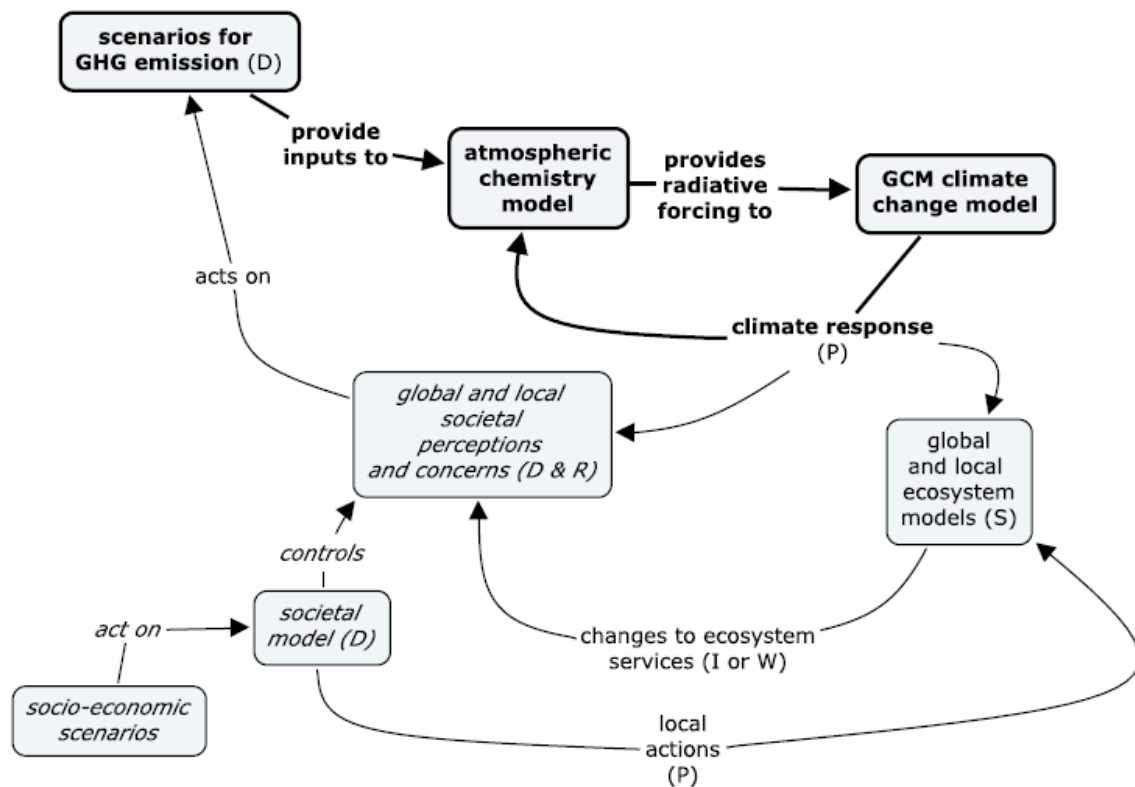 scenarios for
GHG emission (D)
provide
inputs to
atmospheric
chemistry
model
provides
radiative
forcing to
GCM climate
change model
acts on
climate response
(P)
global and local
societal
perceptions
and concerns (D & R)
global
and local
ecosystem
models (S)
controls
societal
model (D)
act on
socio-economic
scenarios
changes to ecosystem
services (I or W)
local
actions
(P)